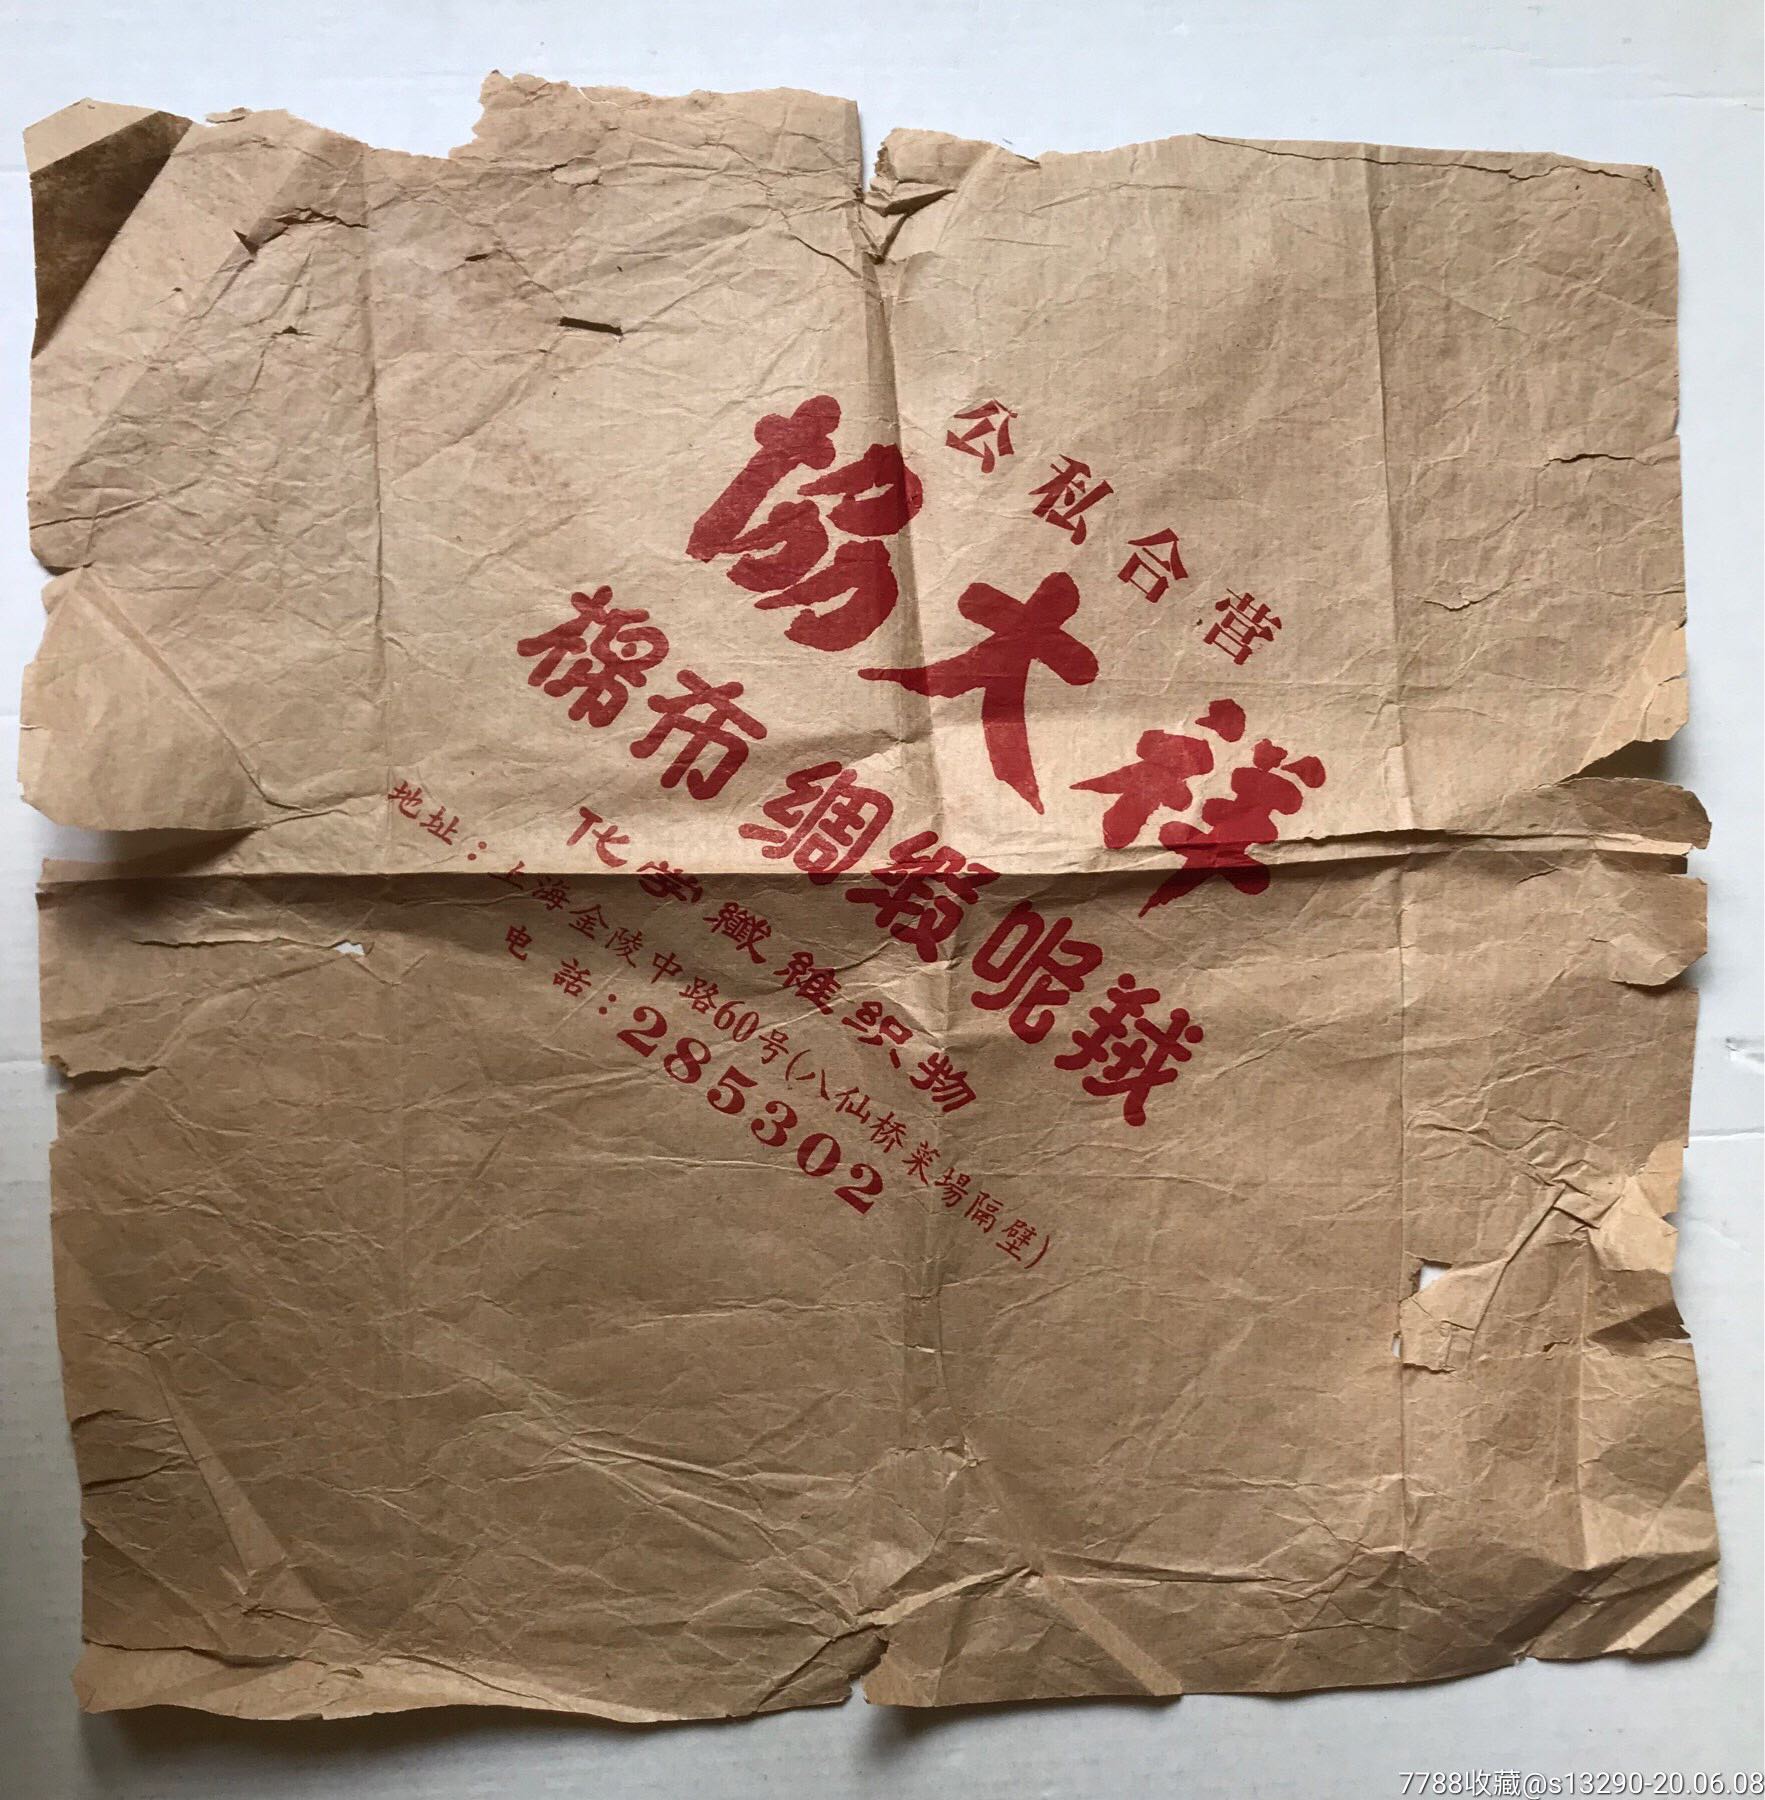 公私合营
協大祥
棉布 绸缎呢羢
化学纖維织物
地址：上海金陵中路60号(八仙桥菜場隔壁)
电話：285302
7788收藏@s13290-20.06.08